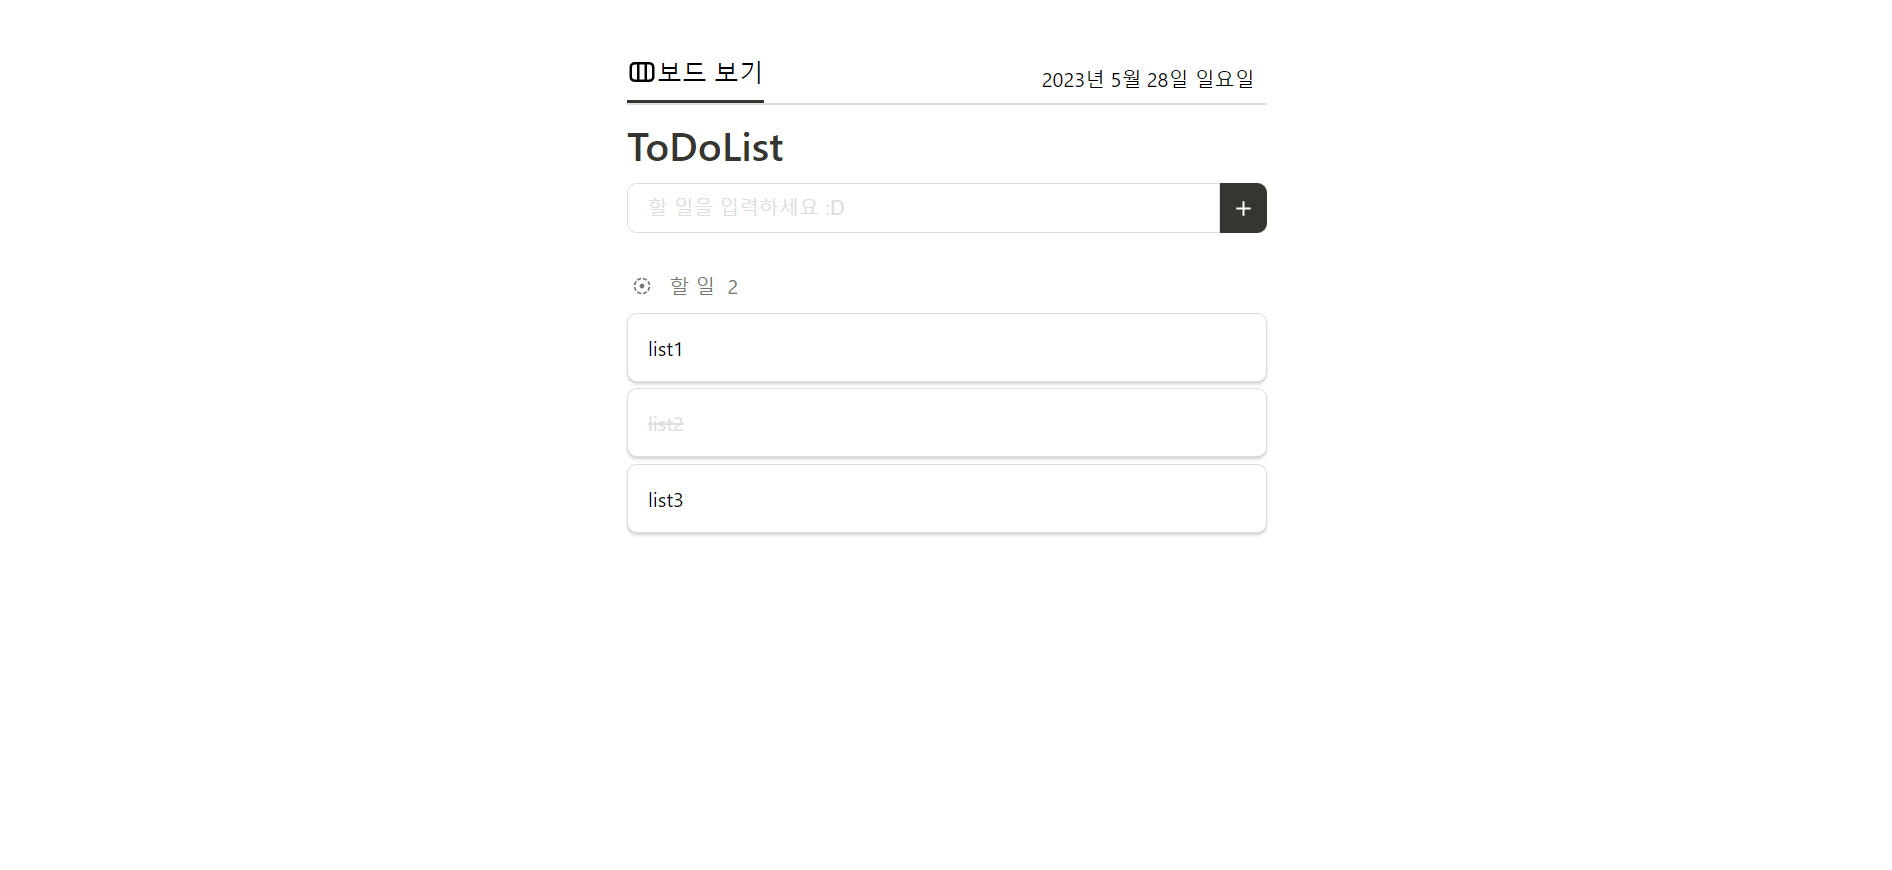 보드 보기
2023년 5월 28일 일요일
ToDoList
할 일을 입력하세요 :D
+
할 일 2
list1
list2
list3